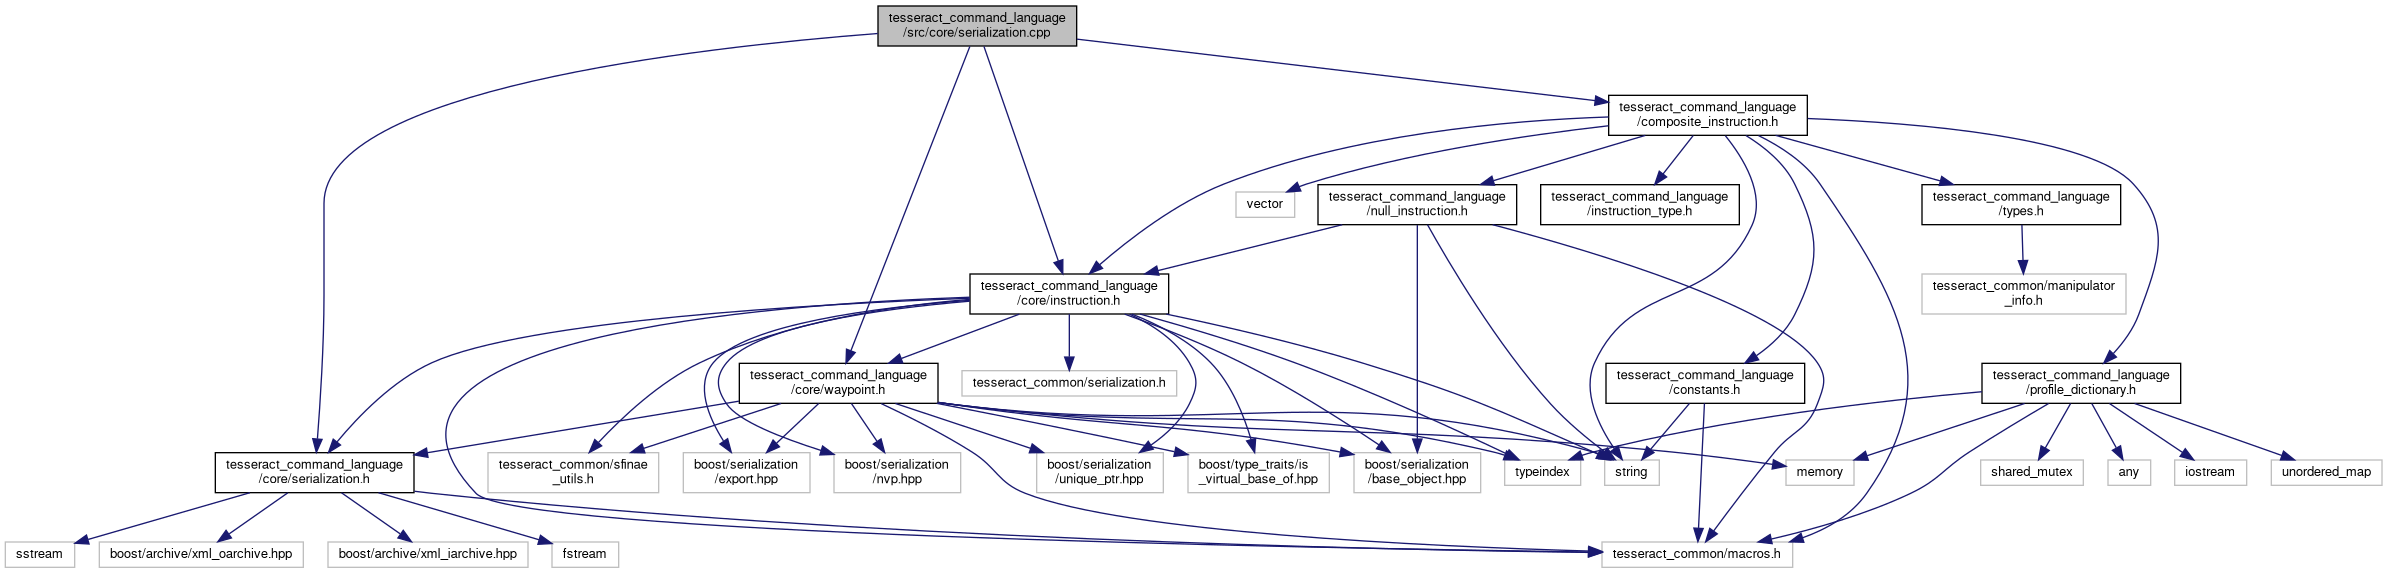 tesseract_command_language
/src/core/serialization.cpp
tesseract_command_language
/composite_instruction.h
vector
tesseract_command_language
/null_instruction.h
tesseract_command_language
/instruction_type.h
tesseract_command_language
/types.h
tesseract_command_language
/core/instruction.h
tesseract_common/manipulator
_info.h
tesseract_command_language
/core/waypoint.h
tesseract_common/serialization.h
tesseract_command_language
/constants.h
tesseract_command_language
/profile_dictionary.h
tesseract_command_language
/core/serialization.h
tesseract_common/sfinae
_utils.h
boost/serialization
/export.hpp
boost/serialization
/nvp.hpp
boost/serialization
/unique_ptr.hpp
boost/type_traits/is
_virtual_base_of.hpp
boost/serialization
/base_object.hpp
typeindex
string
memory
shared_mutex
any
iostream
unordered_map
sstream
boost/archive/xml_oarchive.hpp
boost/archive/xml_iarchive.hpp
fstream
tesseract_common/macros.h